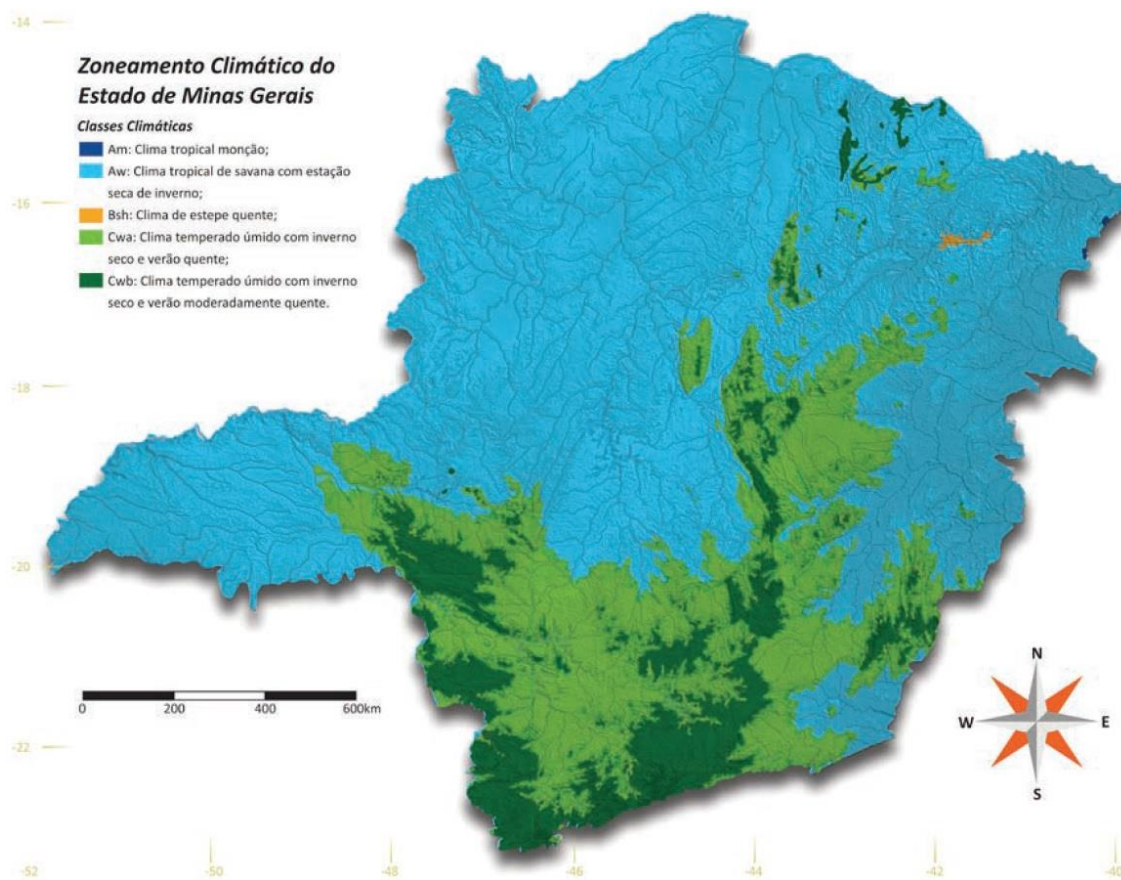 -14
Zoneamento Climático do
Estado de Minas Gerais
Classes Climáticas
Am: Clima tropical monção;
Aw: Clima tropical de savana com estação
seca de inverno;
Bsh: Clima de estepe quente;
Cwa: Clima temperado úmido com inverno
seco e verão quente;
Cwb: Clima temperado úmido com inverno
seco e verão moderadamente quente.
-16
-18
-20
-22
0 200 400 600km
N
W E
S
-52 -50 -48 -46 -44 -42 -40